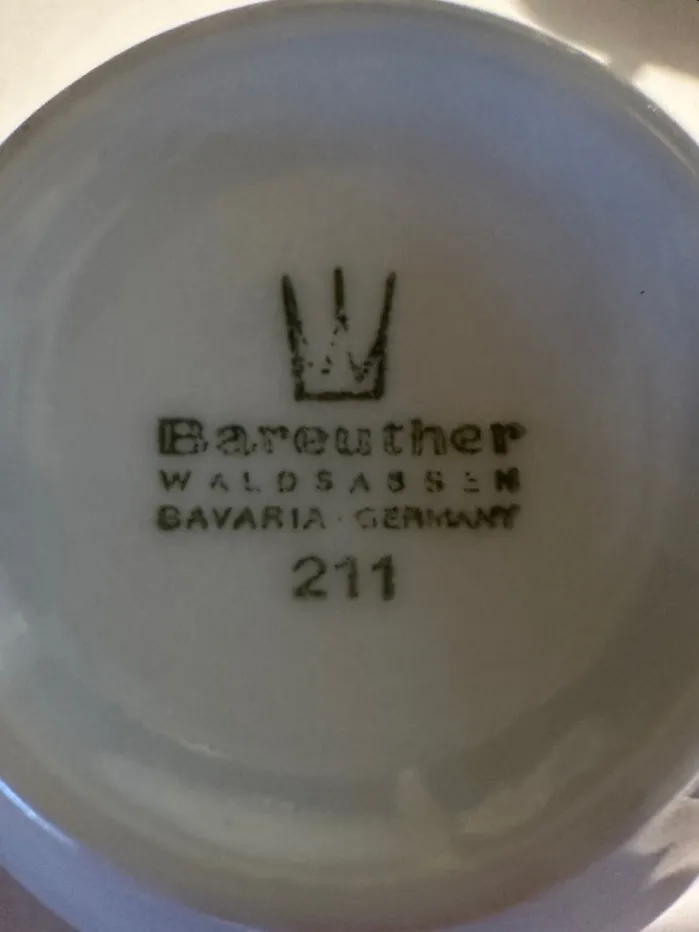 Bareuther
WALDSASSEN
BAVARIA · GERMANY
211